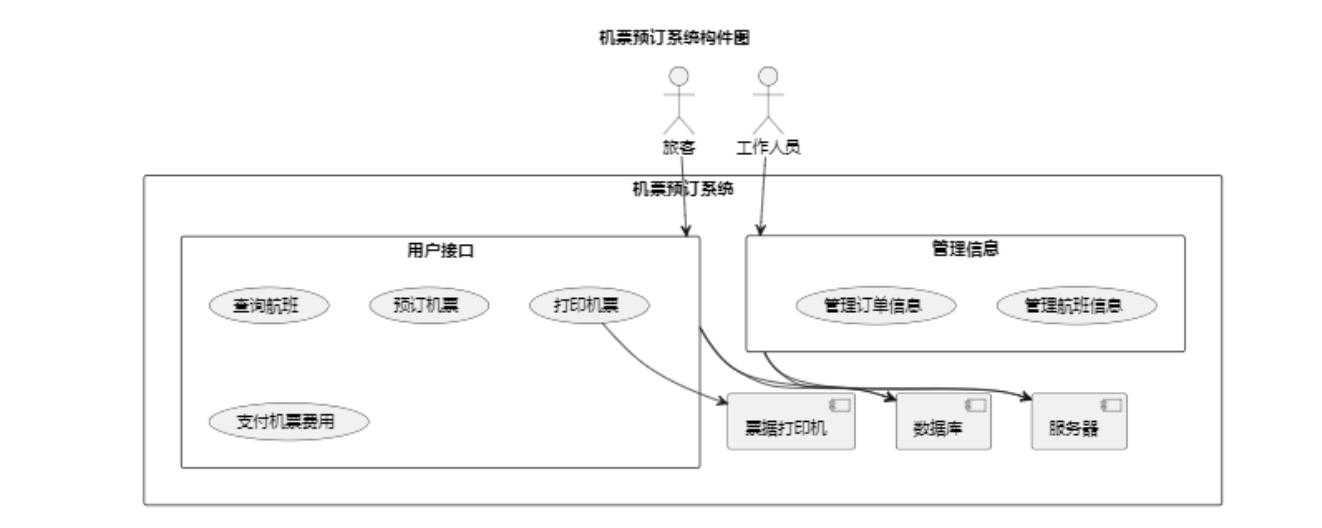 机票预订系统构件图
旅客
工作人员
机票预订系统
用户接口
管理信息
查询航班
预订机票
打印机票
管理订单信息
管理航班信息
支付机票费用
票据打印机
数据库
服务器